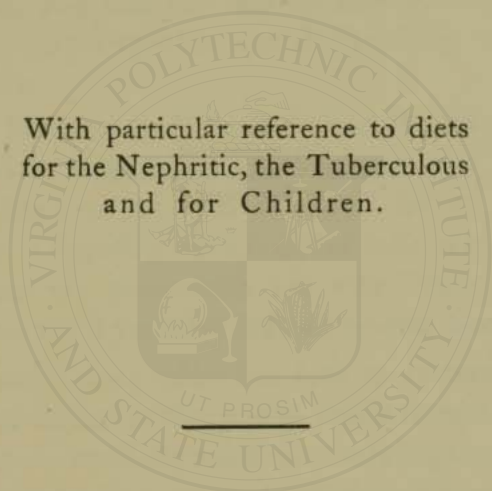 With particular reference to diets
for the Nephritic, the Tuberculous
and for Children.
VIRGINIA POLYTECHNIC INSTITUTE
AND STATE UNIVERSITY
UT PROSIM